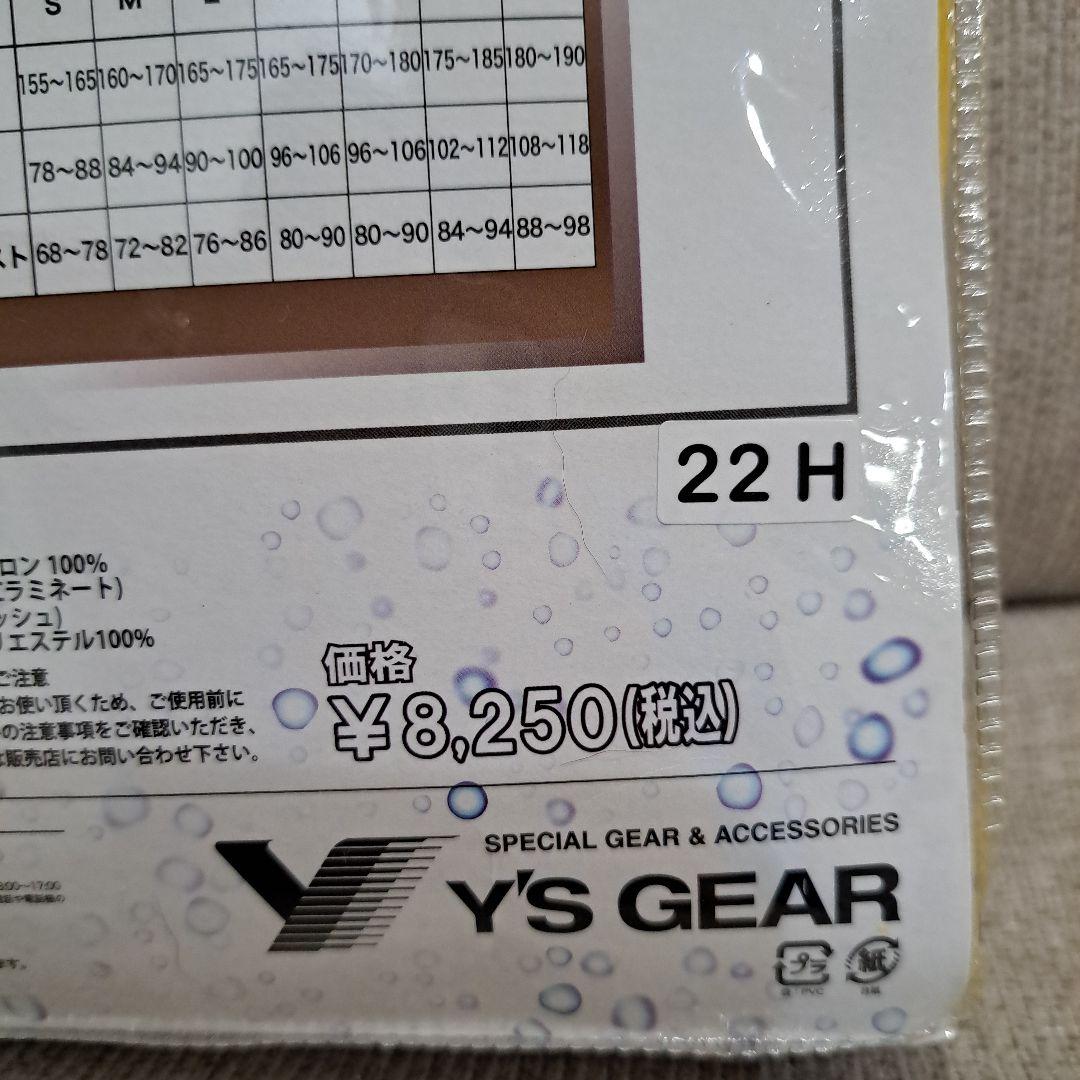 S M L
155~165 160~170 165~175 165~175 170~180 175~185 180~190
78~88 84~94 90~100 96~106 96~106 102~112 108~118
スト 68~78 72~82 76~86 80~90 80~90 84~94 88~98
22 H
ロン 100%
ラミネート)
ッシュ)
リエステル100%
ご注意
お使い頂くため、ご使用前に
の注意事項をご確認いただき、
販売店にお問い合わせ下さい。
価格
¥8,250(税込)
SPECIAL GEAR & ACCESSORIES
Y'S GEAR
~17:00
ます。
プラ 紙
PVC